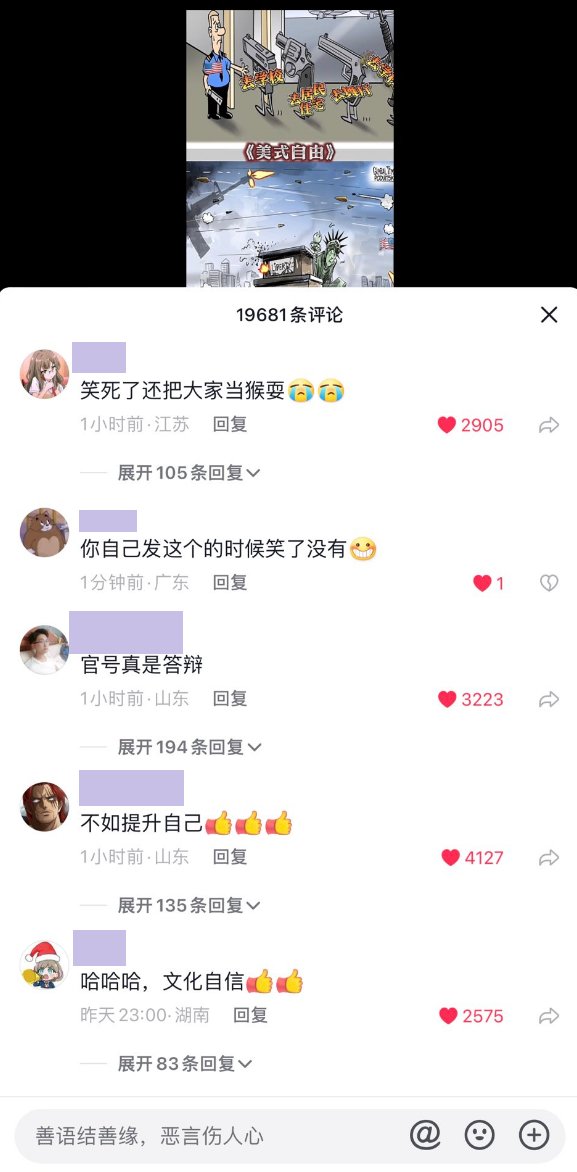 去学校
去居民
住宅
《美式自由》
19681条评论
笑死了还把大家当猴耍😭😭
1小时前·江苏 回复
2905
展开105条回复
你自己发这个的时候笑了没有😁
1分钟前·广东 回复
1
官号真是答辩
1小时前·山东 回复
3223
展开194条回复
不如提升自己👍👍👍
1小时前·山东 回复
4127
展开135条回复
哈哈哈，文化自信👍👍
昨天23:00·湖南 回复
2575
展开83条回复
善语结善缘，恶言伤人心